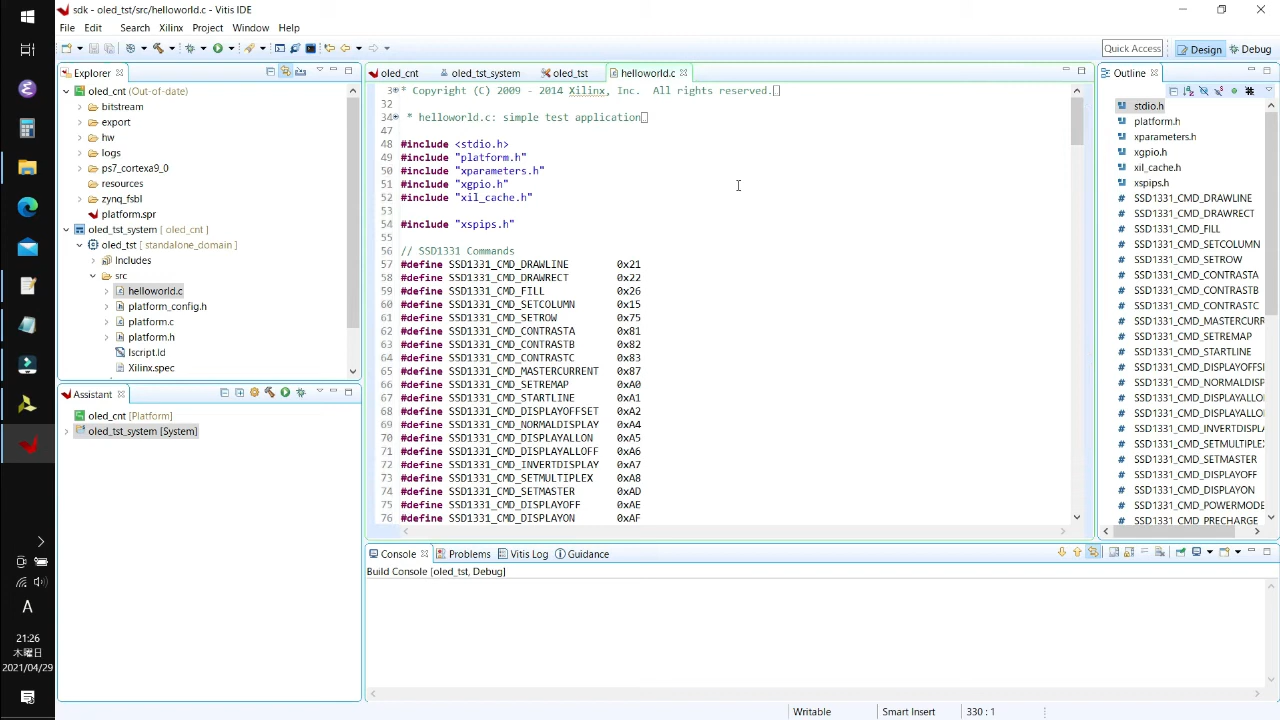 sdk - oled_tst/src/helloworld.c - Vitis IDE
File Edit Search Xilinx Project Window Help
Quick Access
Design
Debug
Explorer
oled_cnt (Out-of-date)
bitstream
export
hw
logs
ps7_cortexa9_0
resources
zynq_fsbl
platform.spr
oled_tst_system ( oled_cnt )
oled_tst [ standalone_domain ]
Includes
src
helloworld.c
platform_config.h
platform.c
platform.h
lscript.ld
Xilinx.spec
Assistant
oled_cnt [Platform]
oled_tst_system [System]
oled_cnt
oled_tst_system
oled_tst
helloworld.c
3 * Copyright (C) 2009 - 2014 Xilinx, Inc.  All rights reserved.
32
34 * helloworld.c: simple test application
48 #include <stdio.h>
49 #include "platform.h"
50 #include "xparameters.h"
51 #include "xgpio.h"
52 #include "xil_cache.h"
53
54 #include "xspips.h"
55
56 // SSD1331 Commands
57 #define SSD1331_CMD_DRAWLINE 0x21
58 #define SSD1331_CMD_DRAWRECT 0x22
59 #define SSD1331_CMD_FILL 0x26
60 #define SSD1331_CMD_SETCOLUMN 0x15
61 #define SSD1331_CMD_SETROW 0x75
62 #define SSD1331_CMD_CONTRASTA 0x81
63 #define SSD1331_CMD_CONTRASTB 0x82
64 #define SSD1331_CMD_CONTRASTC 0x83
65 #define SSD1331_CMD_MASTERCURRENT 0x87
66 #define SSD1331_CMD_SETREMAP 0xA0
67 #define SSD1331_CMD_STARTLINE 0xA1
68 #define SSD1331_CMD_DISPLAYOFFSET 0xA2
69 #define SSD1331_CMD_NORMALDISPLAY 0xA4
70 #define SSD1331_CMD_DISPLAYALLON 0xA5
71 #define SSD1331_CMD_DISPLAYALLOFF 0xA6
72 #define SSD1331_CMD_INVERTDISPLAY 0xA7
73 #define SSD1331_CMD_SETMULTIPLEX 0xA8
74 #define SSD1331_CMD_SETMASTER 0xAD
75 #define SSD1331_CMD_DISPLAYOFF 0xAE
76 #define SSD1331_CMD_DISPLAYON 0xAF
Outline
stdio.h
platform.h
xparameters.h
xgpio.h
xil_cache.h
xspips.h
# SSD1331_CMD_DRAWLINE
# SSD1331_CMD_DRAWRECT
# SSD1331_CMD_FILL
# SSD1331_CMD_SETCOLUMN
# SSD1331_CMD_SETROW
# SSD1331_CMD_CONTRASTA
# SSD1331_CMD_CONTRASTB
# SSD1331_CMD_CONTRASTC
# SSD1331_CMD_MASTERCURR
# SSD1331_CMD_SETREMAP
# SSD1331_CMD_STARTLINE
# SSD1331_CMD_DISPLAYOFFS
# SSD1331_CMD_NORMALDISP
# SSD1331_CMD_DISPLAYALLO
# SSD1331_CMD_DISPLAYALLO
# SSD1331_CMD_INVERTDISPL
# SSD1331_CMD_SETMULTIPLE
# SSD1331_CMD_SETMASTER
# SSD1331_CMD_DISPLAYOFF
# SSD1331_CMD_DISPLAYON
# SSD1331_CMD_POWERMODE
# SSD1331_CMD_PRECHARGE
Console
Problems
Vitis Log
Guidance
Build Console [oled_tst, Debug]
Writable
Smart Insert
330 : 1
A
21:26
木曜日
2021/04/29